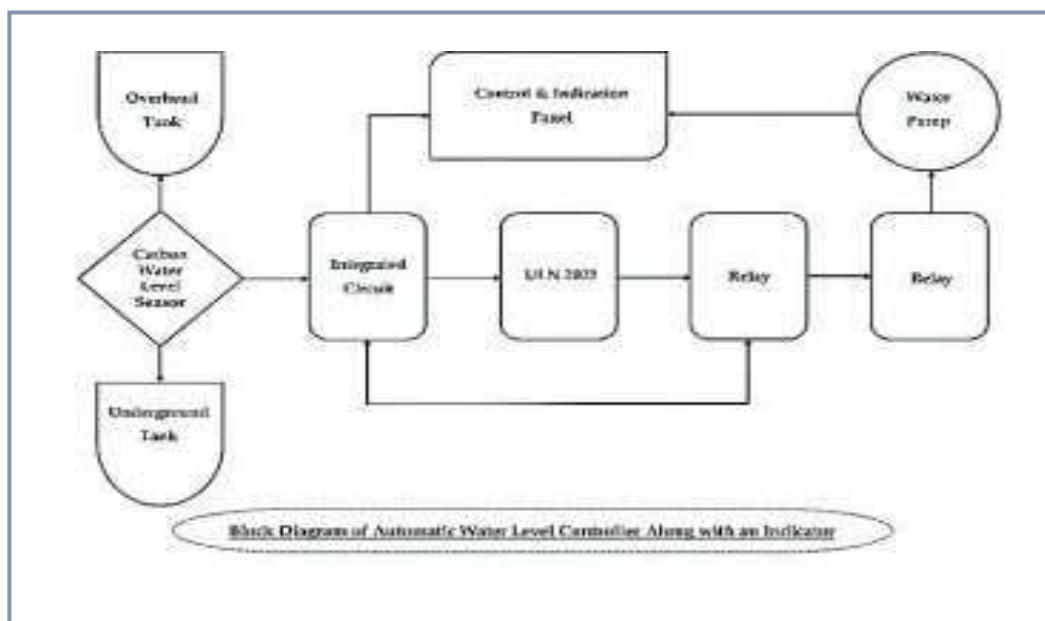 Overhead
Tank
Control & Indication
Panel
Water
Pump
Carbon
Water
Level
Sensor
Integrated
Circuit
ULN
Relay
Relay
Underground
Tank
Block Diagram of Automatic Water Level Controller Along with an Indicator